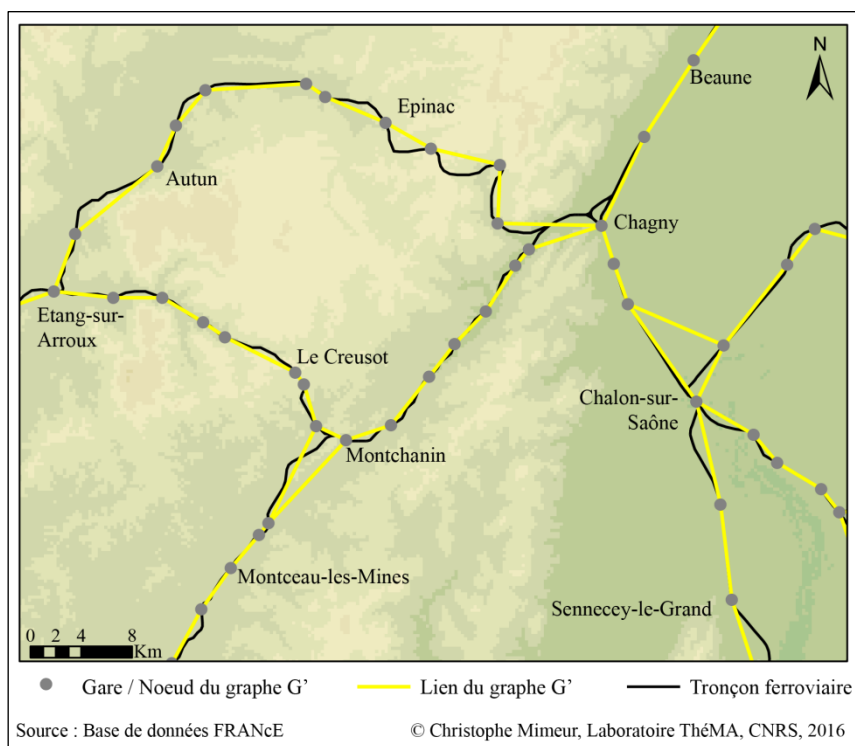 N
Beaune
Epinac
Autun
Chagny
Etang-sur-
Arroux
Le Creusot
Chalon-sur-
Saône
Montchanin
Montceau-les-Mines
Sennecey-le-Grand
0 2 4 8
Km
Gare / Noeud du graphe G' Lien du graphe G' Tronçon ferroviaire
Source : Base de données FRANcE © Christophe Mimeur, Laboratoire ThéMA, CNRS, 2016